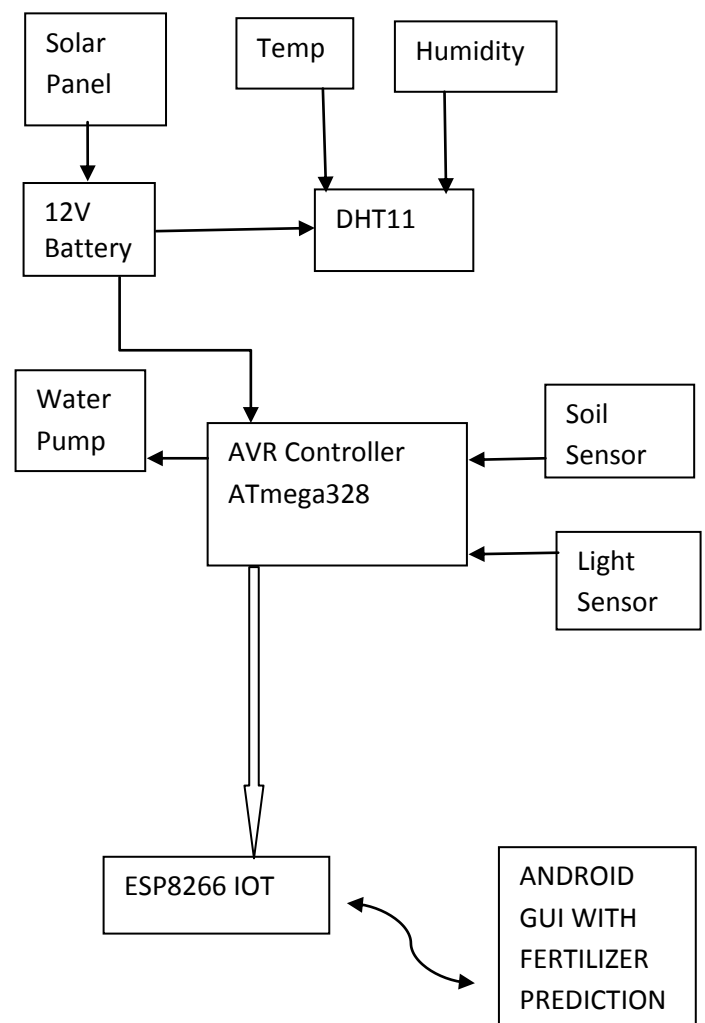 Solar
Panel
Temp
Humidity
12V
Battery
DHT11
Water
Pump
AVR Controller
ATmega328
Soil
Sensor
Light
Sensor
ESP8266 IOT
ANDROID
GUI WITH
FERTILIZER
PREDICTION